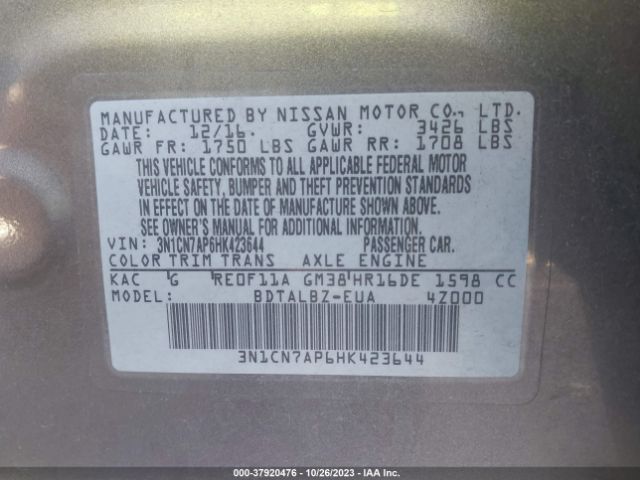 MANUFACTURED BY NISSAN MOTOR CO., LTD.
DATE: 12/16. GVWR: 3426 LBS
GAWR FR: 1750 LBS GAWR RR: 1708 LBS
THIS VEHICLE CONFORMS TO ALL APPLICABLE FEDERAL MOTOR
VEHICLE SAFETY, BUMPER AND THEFT PREVENTION STANDARDS
IN EFFECT ON THE DATE OF MANUFACTURE SHOWN ABOVE.
SEE OWNER'S MANUAL FOR ADDITIONAL INFORMATION.
VIN: 3N1CN7AP6HK423644 PASSENGER CAR.
COLOR TRIM TRANS AXLE ENGINE
KAC G RE0F11A GM38 HR16DE 1598 CC
MODEL: BDTALBZ-EUA 4Z000
3N1CN7AP6HK423644
000-37920476 • 10/26/2023 • IAA Inc.